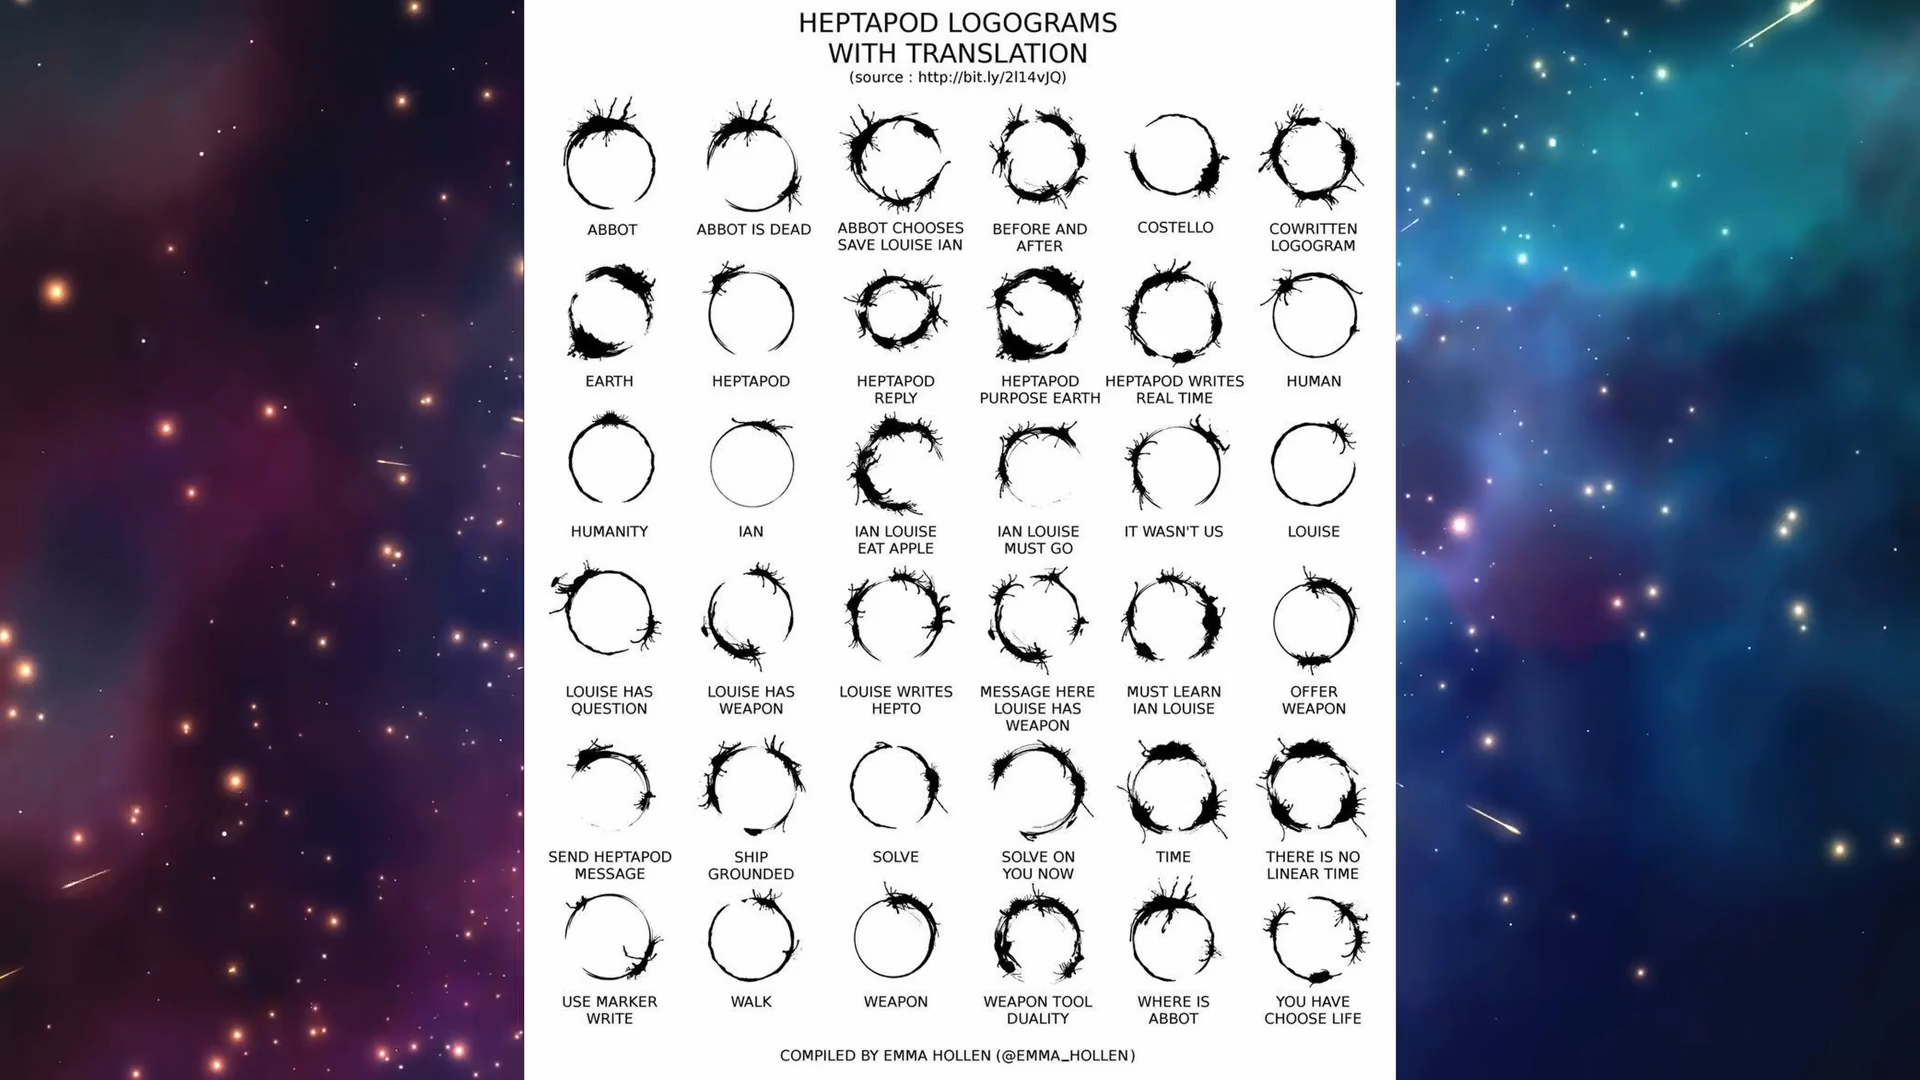 HEPTAPOD LOGOGRAMS
WITH TRANSLATION
(source : http://bit.ly/2l14vJQ)
ABBOT
ABBOT IS DEAD
ABBOT CHOOSES
SAVE LOUISE IAN
BEFORE AND
AFTER
COSTELLO
COWRITTEN
LOGOGRAM
EARTH
HEPTAPOD
HEPTAPOD
REPLY
HEPTAPOD
PURPOSE EARTH
HEPTAPOD WRITES
REAL TIME
HUMAN
HUMANITY
IAN
IAN LOUISE
EAT APPLE
IAN LOUISE
MUST GO
IT WASN'T US
LOUISE
LOUISE HAS
QUESTION
LOUISE HAS
WEAPON
LOUISE WRITES
HEPTO
MESSAGE HERE
LOUISE HAS
WEAPON
MUST LEARN
IAN LOUISE
OFFER
WEAPON
SEND HEPTAPOD
MESSAGE
SHIP
GROUNDED
SOLVE
SOLVE ON
YOU NOW
TIME
THERE IS NO
LINEAR TIME
USE MARKER
WRITE
WALK
WEAPON
WEAPON TOOL
DUALITY
WHERE IS
ABBOT
YOU HAVE
CHOOSE LIFE
COMPILED BY EMMA HOLLEN (@EMMA_HOLLEN)